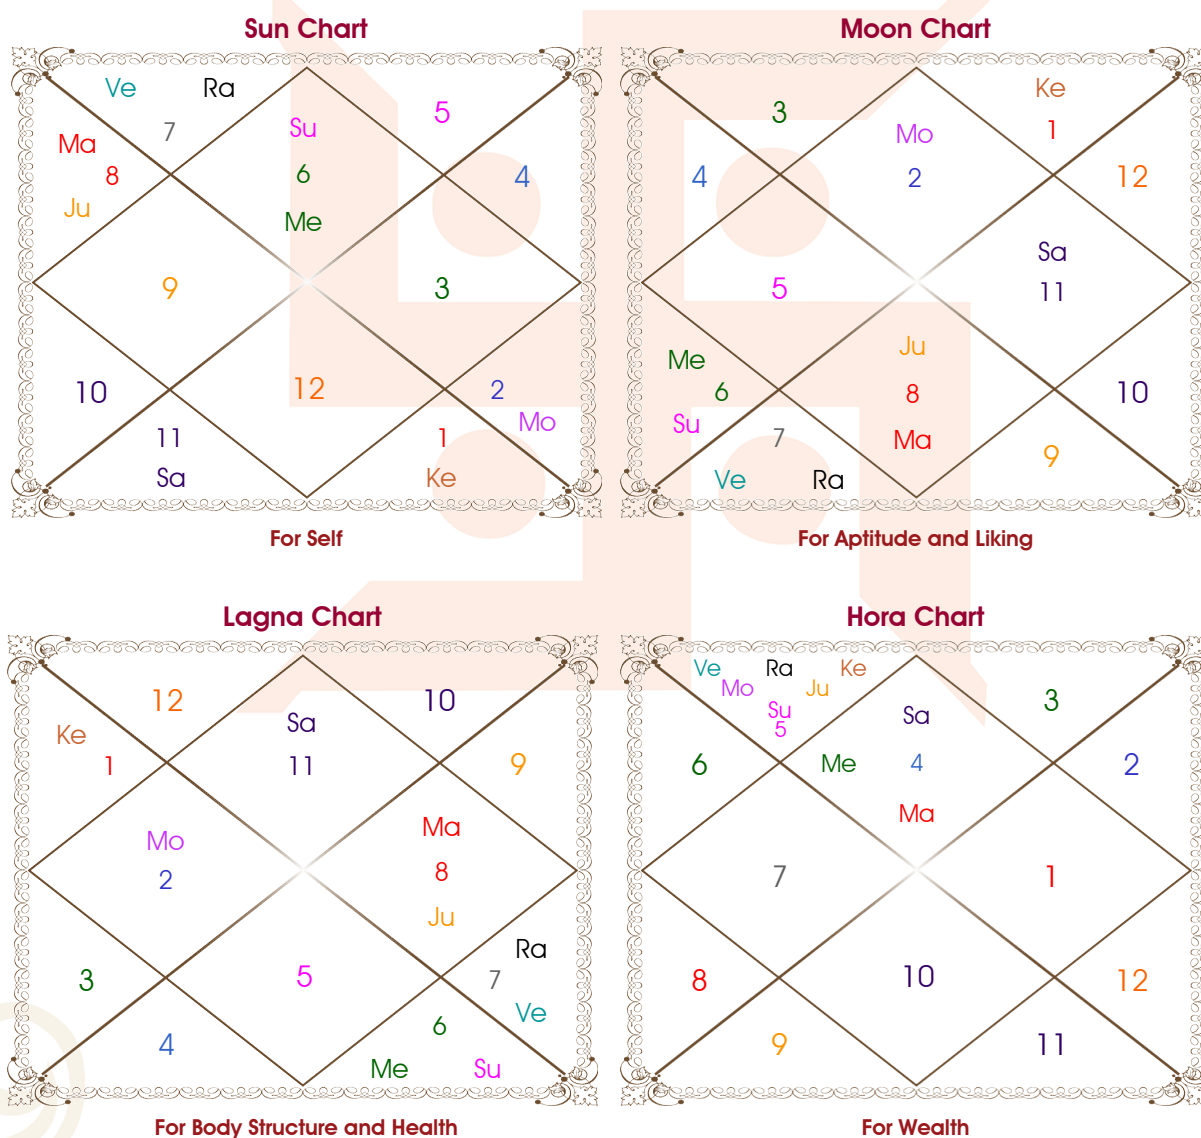 Sun Chart
Ve Ra
7
Ma
8
Ju
Su
6
Me
5
4
9
3
10
11
Sa
12
2
Mo
1
Ke
For Self
Moon Chart
3
4
Mo
2
Ke
1
12
5
Sa
11
Me
6
Su
7
Ve Ra
Ju
8
Ma
10
9
For Aptitude and Liking
Lagna Chart
12
Ke
1
Sa
11
10
9
Mo
2
Ma
8
Ju
3
4
5
Ra
7
Ve
6
Me Su
For Body Structure and Health
Hora Chart
Ve Ra Ke
Mo Ju
Su
5
6
Sa
Me 4
Ma
3
2
7
1
8
9
10
12
11
For Wealth